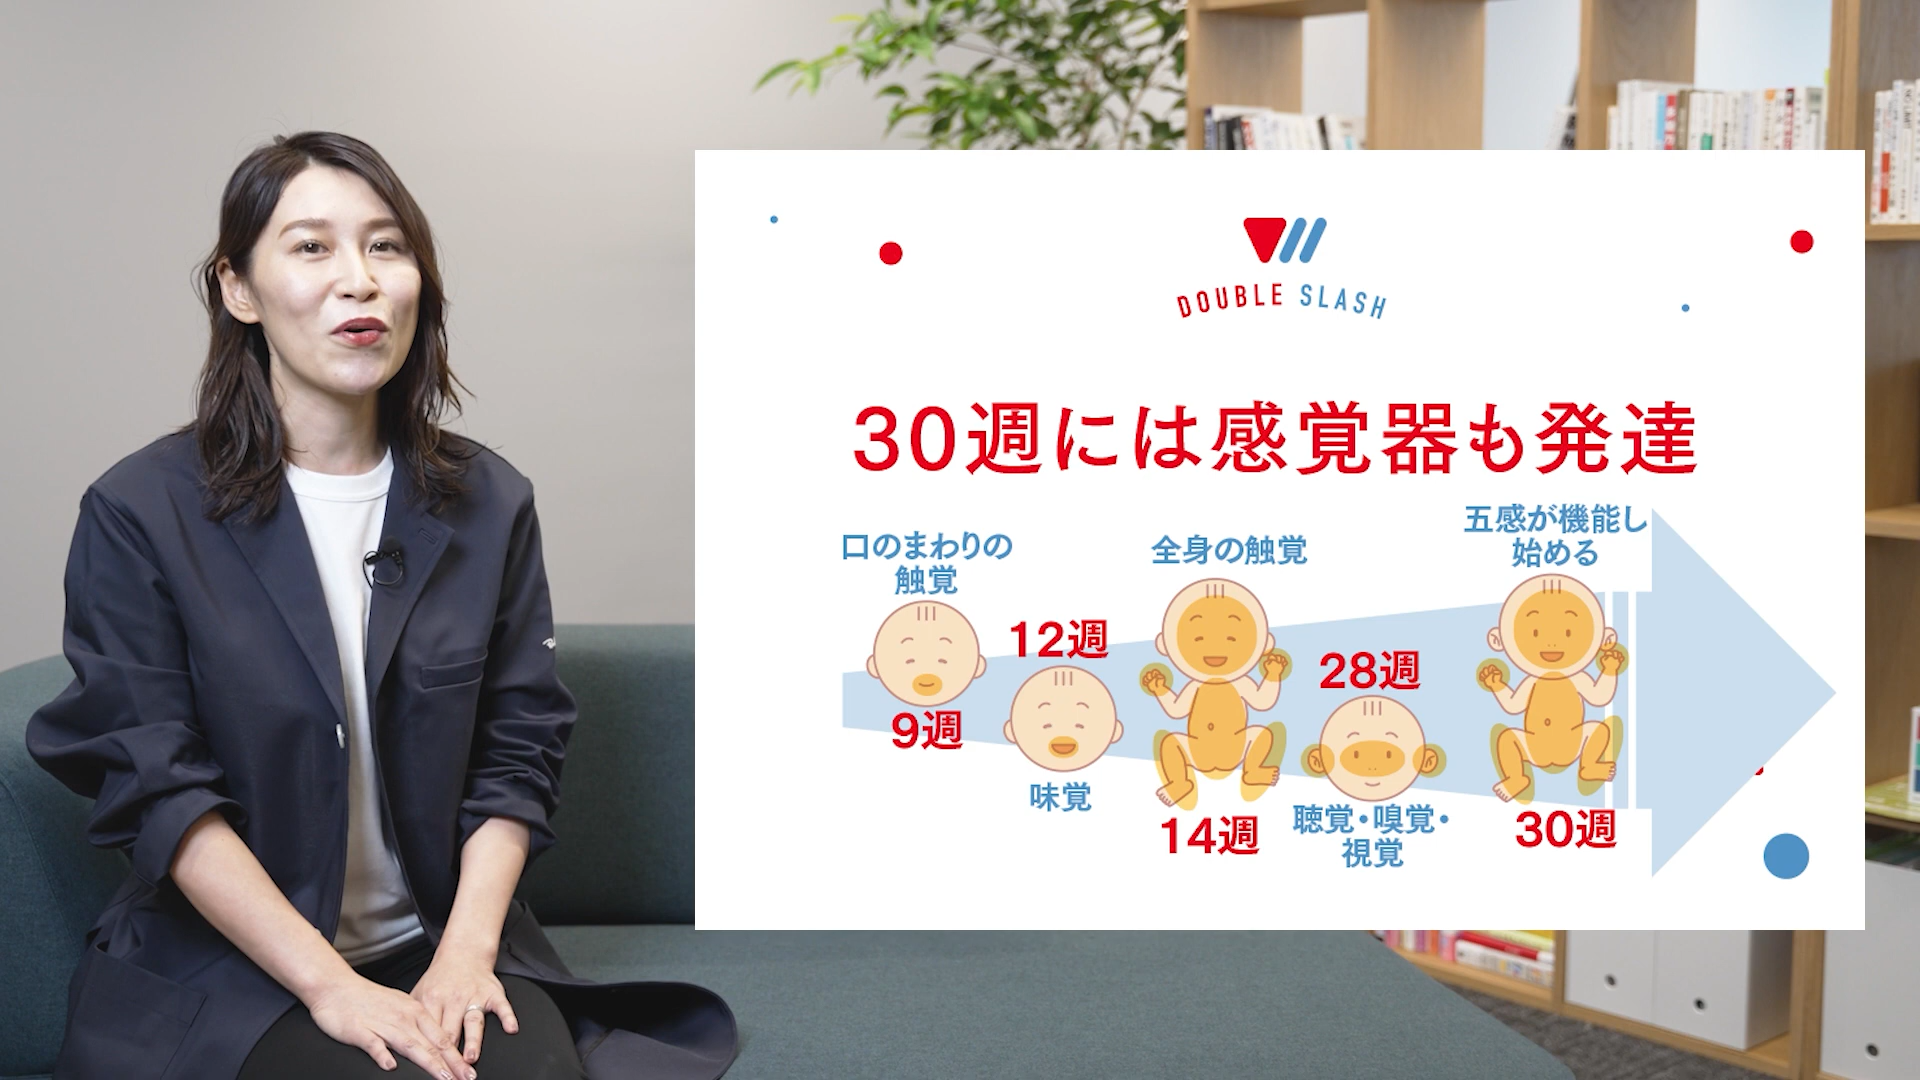 DOUBLE SLASH
30週には感覚器も発達
口のまわりの
触覚
9週
12週
味覚
全身の触覚
14週
28週
聴覚・嗅覚・
視覚
五感が機能し
始める
30週